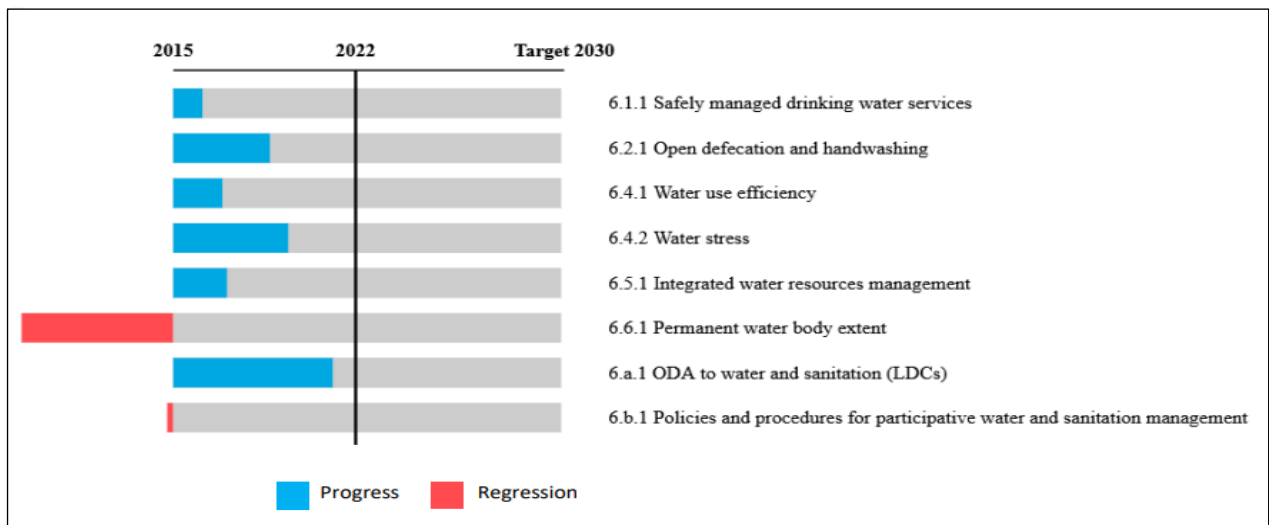 2015 2022 Target 2030
6.1.1 Safely managed drinking water services
6.2.1 Open defecation and handwashing
6.4.1 Water use efficiency
6.4.2 Water stress
6.5.1 Integrated water resources management
6.6.1 Permanent water body extent
6.a.1 ODA to water and sanitation (LDCs)
6.b.1 Policies and procedures for participative water and sanitation management
Progress Regression